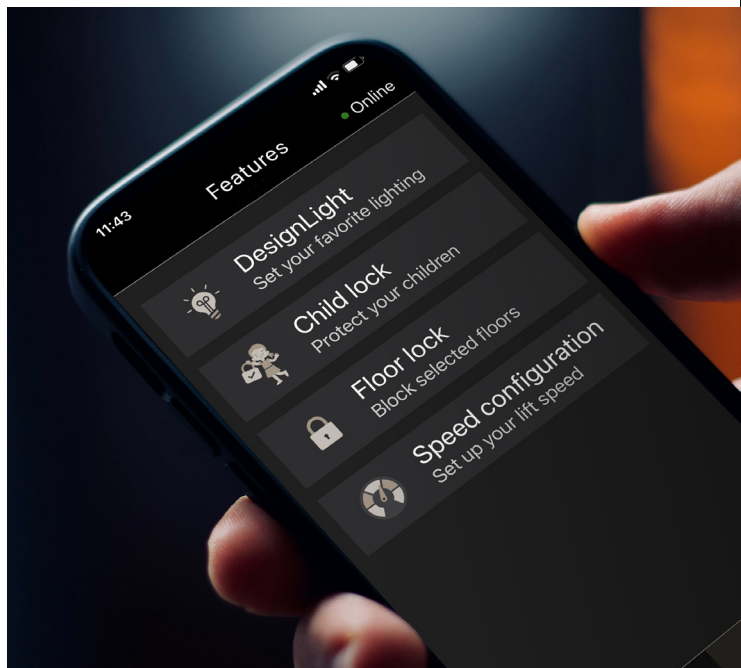 11:43
Features
Online
DesignLight
Set your favorite lighting
Child lock
Protect your children
Floor lock
Block selected floors
Speed configuration
Set up your lift speed